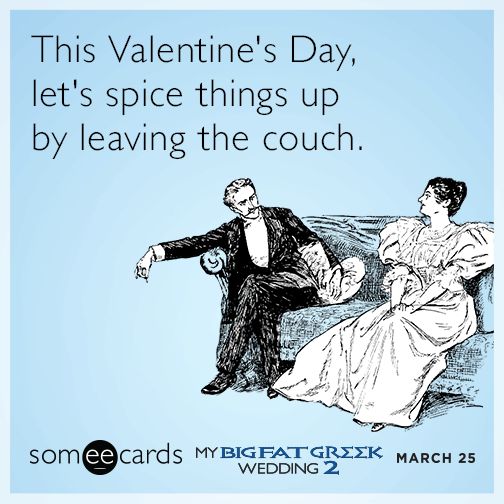 This Valentine's Day,
let's spice things up
by leaving the couch.
someecards MY BIG FAT GRΣΣK MARCH 25
WEDDING 2